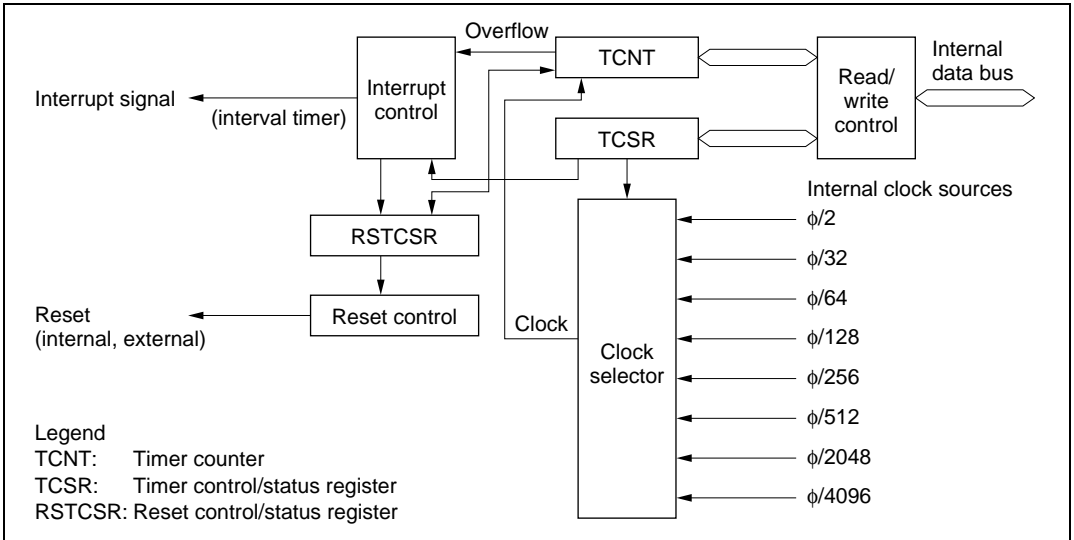 Overflow
TCNT
Internal
data bus
Read/
write
control
Interrupt
control
Interrupt signal
(interval timer)
TCSR
Internal clock sources
RSTCSR
ϕ/2
ϕ/32
ϕ/64
ϕ/128
ϕ/256
ϕ/512
ϕ/2048
ϕ/4096
Reset
(internal, external)
Reset control
Clock
Clock
selector
Legend
TCNT: Timer counter
TCSR: Timer control/status register
RSTCSR: Reset control/status register